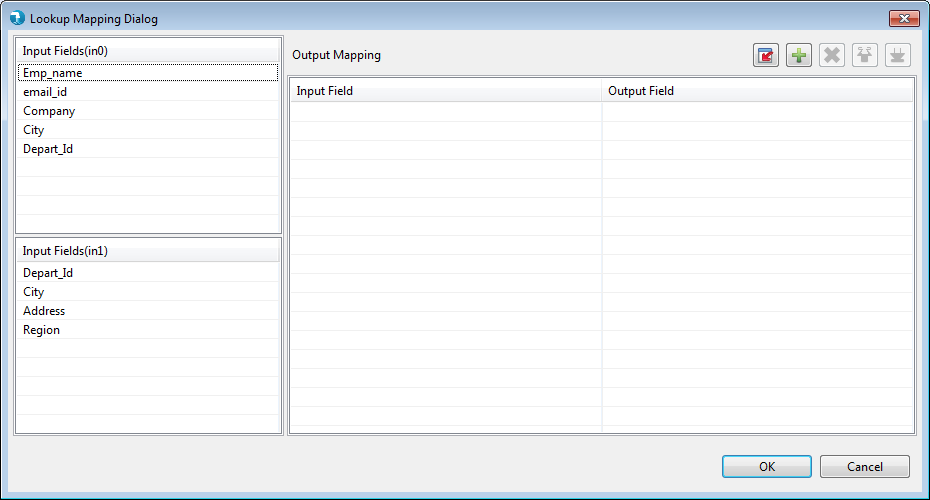 Lookup Mapping Dialog
Input Fields(in0)
Emp_name
email_id
Company
City
Depart_Id
Input Fields(in1)
Depart_Id
City
Address
Region
Output Mapping
Input Field Output Field
OK Cancel